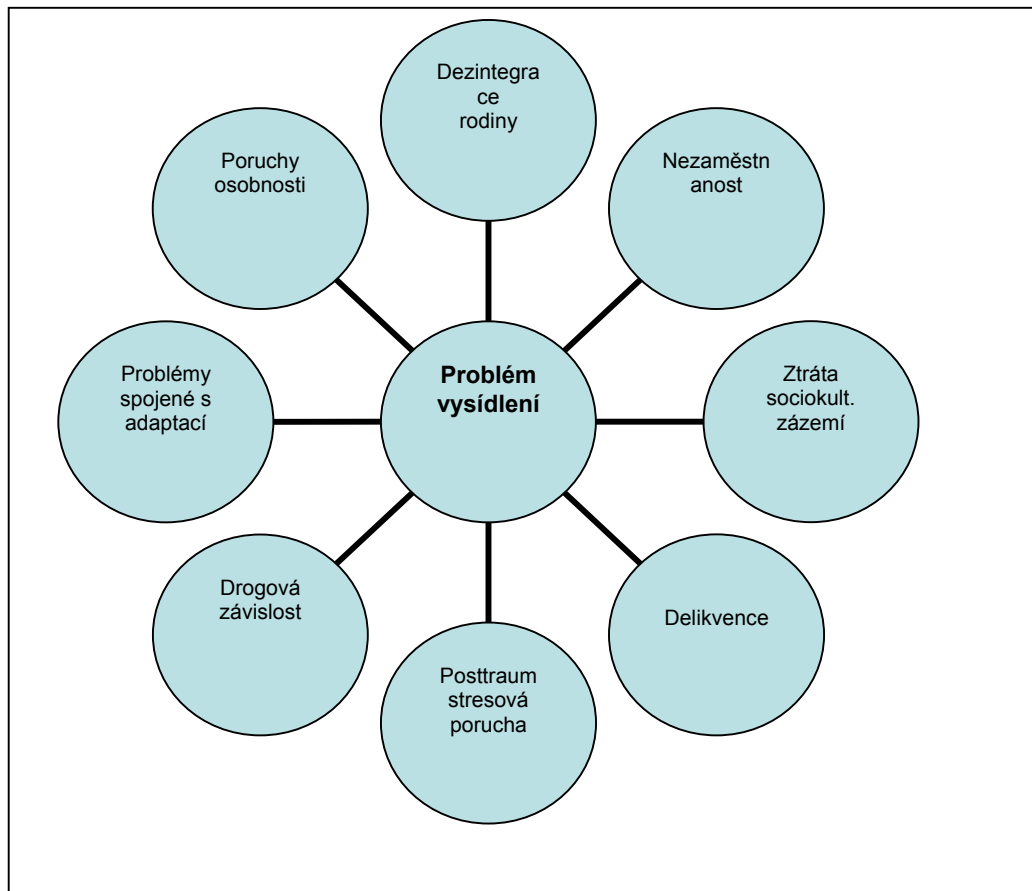 Dezintegra
ce
rodiny
Poruchy
osobnosti
Nezaměstn
anost
Problémy
spojené s
adaptací
Problém
vysídlení
Ztráta
sociokult.
zázemí
Drogová
závislost
Delikvence
Posttraum
stresová
porucha